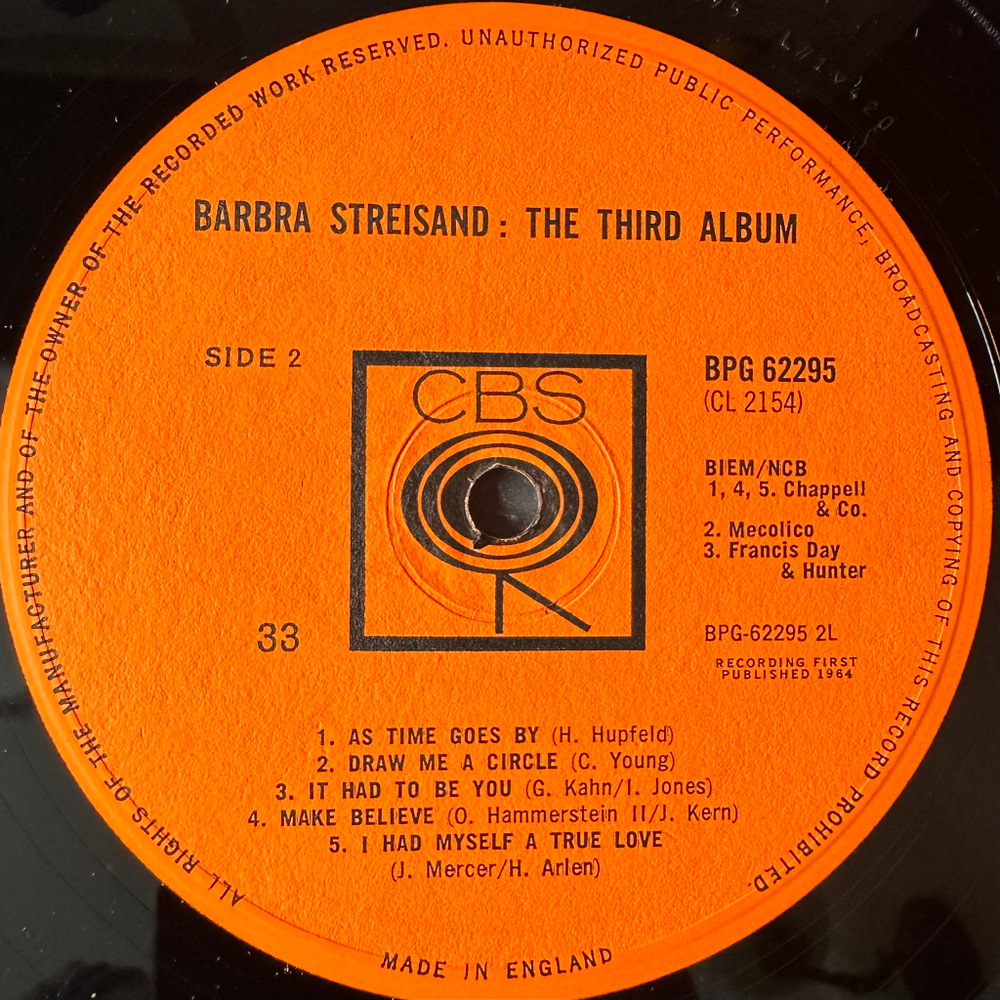 ALL RIGHTS OF THE MANUFACTURER AND OF THE OWNER OF THE RECORDED WORK RESERVED. UNAUTHORIZED PUBLIC PERFORMANCE, BROADCASTING AND COPYING OF THIS RECORD PROHIBITED.
BARBRA STREISAND : THE THIRD ALBUM
SIDE 2
CBS
BPG 62295
(CL 2154)
BIEM/NCB
1, 4, 5. Chappell
& Co.
2. Mecolico
3. Francis Day
& Hunter
33
BPG-62295 2L
RECORDING FIRST
PUBLISHED 1964
1. AS TIME GOES BY (H. Hupfeld)
2. DRAW ME A CIRCLE (C. Young)
3. IT HAD TO BE YOU (G. Kahn/I. Jones)
4. MAKE BELIEVE (O. Hammerstein II/J. Kern)
5. I HAD MYSELF A TRUE LOVE
(J. Mercer/H. Arlen)
MADE IN ENGLAND